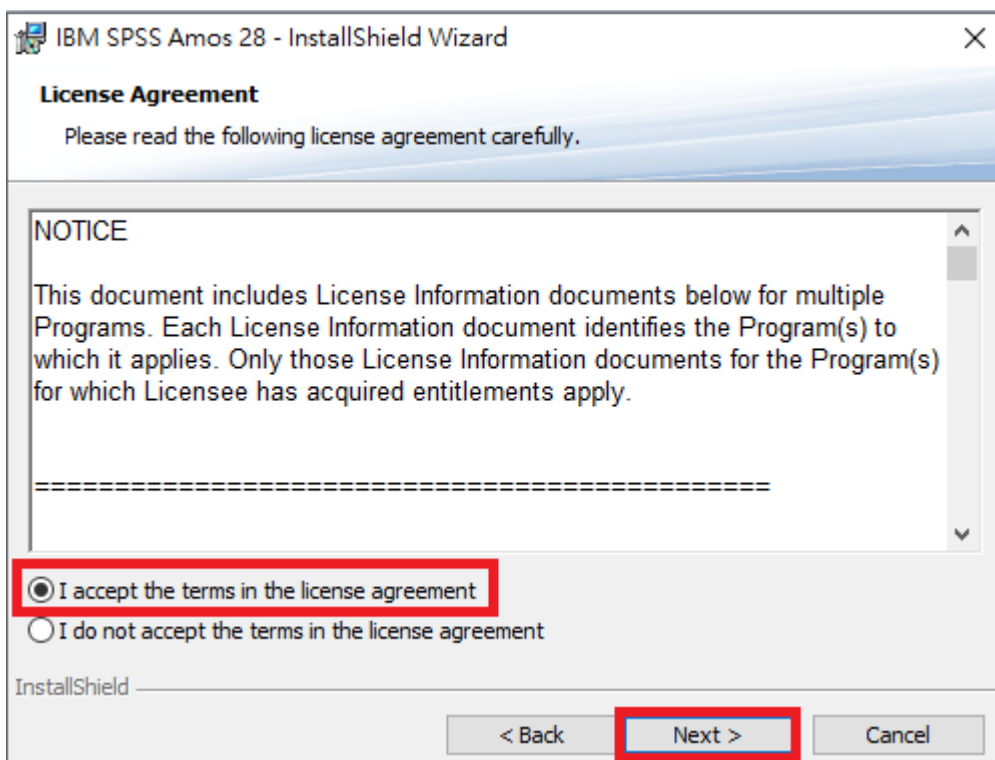 IBM SPSS Amos 28 - InstallShield Wizard
License Agreement
Please read the following license agreement carefully.
NOTICE
This document includes License Information documents below for multiple
Programs. Each License Information document identifies the Program(s) to
which it applies. Only those License Information documents for the Program(s)
for which Licensee has acquired entitlements apply.
==============================================
I accept the terms in the license agreement
I do not accept the terms in the license agreement
InstallShield
< Back Next > Cancel